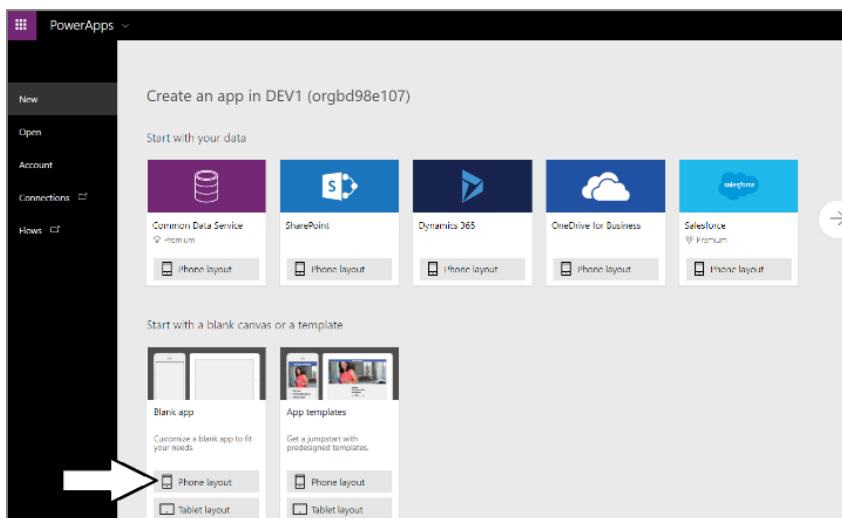 PowerApps
New
Open
Account
Connections
Flows
Create an app in DEV1 (orgbd98e107)
Start with your data
S
salesforce
Common Data Service
Premium
Phone layout
SharePoint
Phone layout
Dynamics 365
Phone layout
OneDrive for Business
Phone layout
Salesforce
Premium
Phone layout
Start with a blank canvas or a template
Blank app
Customize a blank app to fit
your needs.
Phone layout
Tablet layout
App templates
Get a jumpstart with
predesigned templates.
Phone layout
Tablet layout